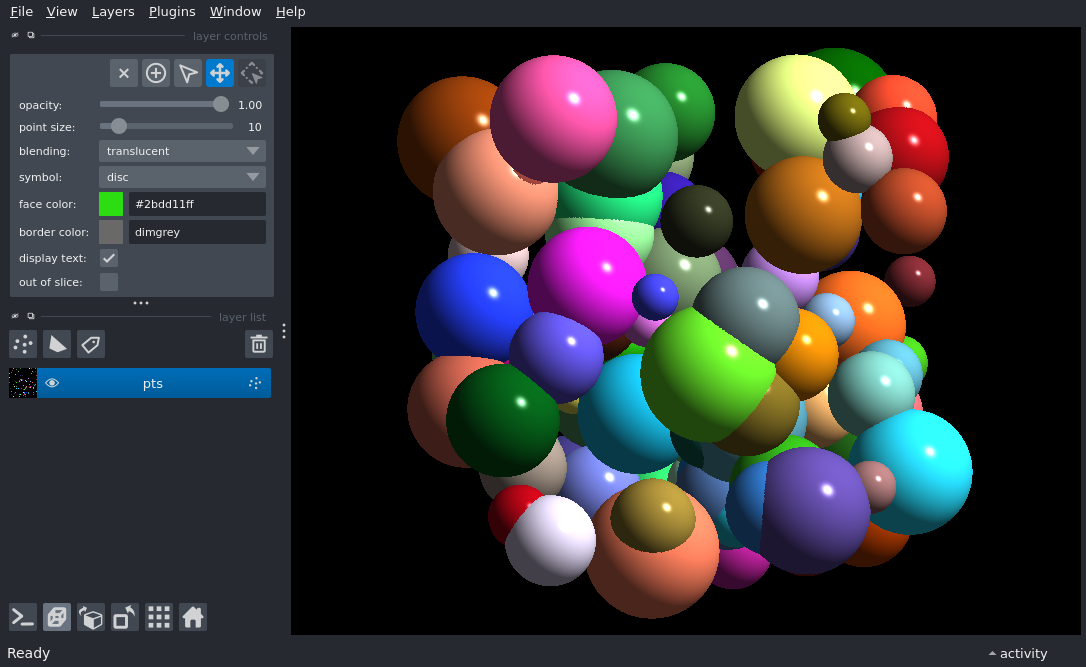 File View Layers Plugins Window Help
layer controls
opacity: 1.00
point size: 10
blending: translucent
symbol: disc
face color: #2bdd11ff
border color: dimgrey
display text:
out of slice:
layer list
pts
Ready
activity